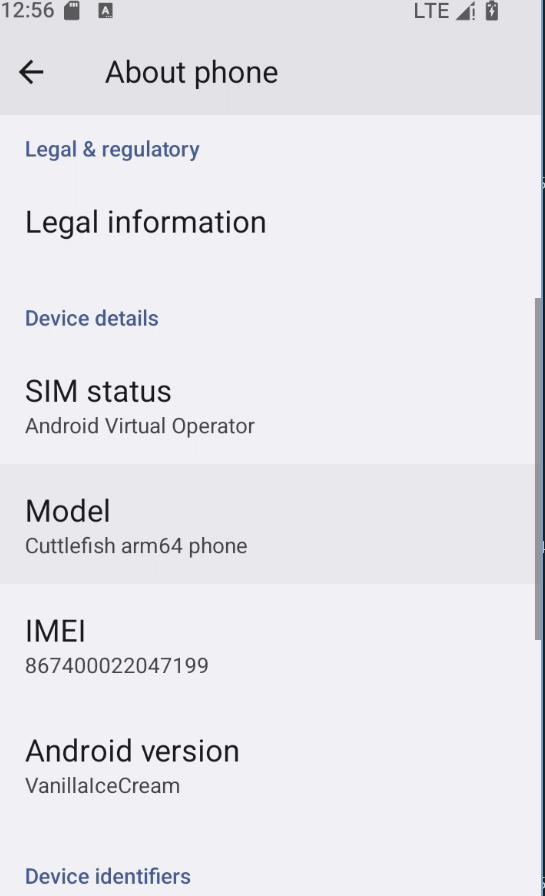 12:56 A LTE
About phone
Legal & regulatory
Legal information
Device details
SIM status
Android Virtual Operator
Model
Cuttlefish arm64 phone
IMEI
867400022047199
Android version
VanillaIceCream
Device identifiers